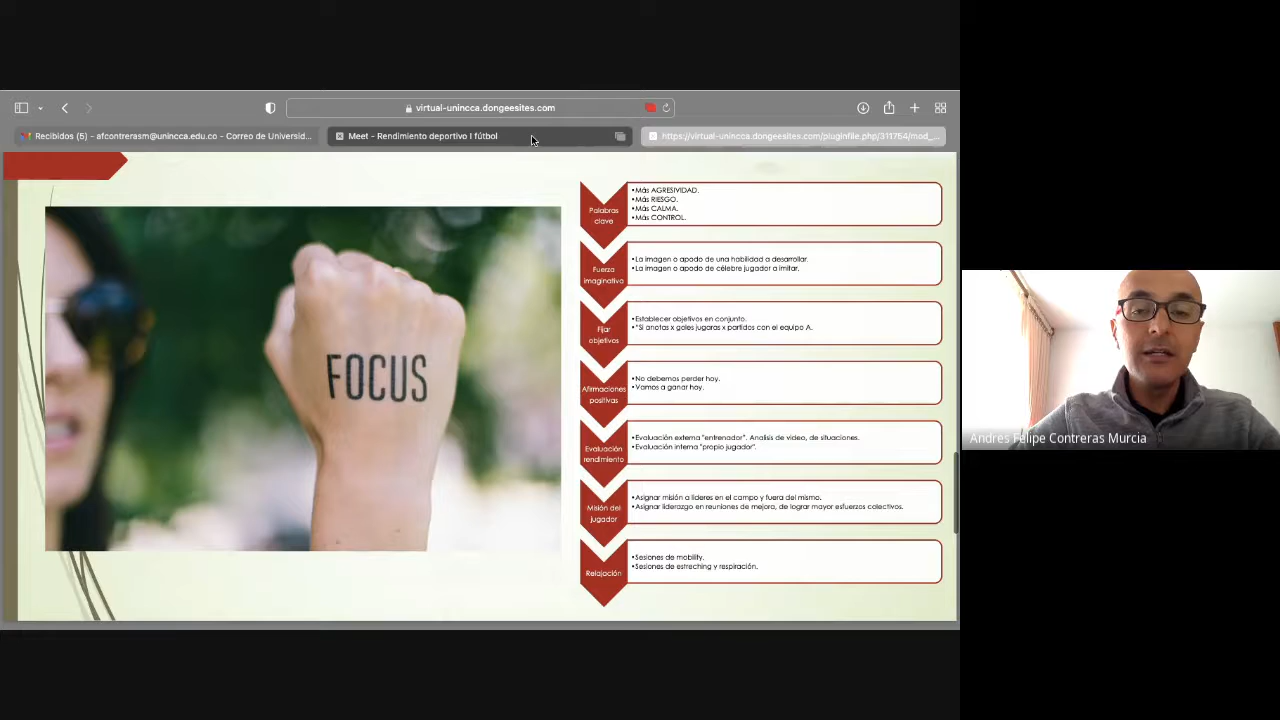 virtual-unincca.dongeesites.com
Recibidos (5) - afcontrerasm@unincca.edu.co - Correo de Universid...
Meet - Rendimiento deportivo I fútbol
https://virtual-unincca.dongeesites.com/pluginfile.php/311754/mod_...
FOCUS
Palabras
clave
•Más AGRESIVIDAD.
•Más RIESGO.
•Más CALMA.
•Más CONTROL.
Fuerza
imaginativa
•La imagen o apodo de una habilidad a desarrollar.
•La imagen o apodo de célebre jugador a imitar.
Fijar
objetivos
•Establecer objetivos en conjunto.
•"Si anotas x goles jugaras x partidos con el equipo A.
Afirmaciones
positivas
•No debemos perder hoy.
•Vamos a ganar hoy.
Evaluación
rendimiento
•Evaluación externa "entrenador". Analisis de video, de situaciones.
•Evaluación interna "propio jugador".
Misión del
jugador
•Asignar misión a lideres en el campo y fuera del mismo.
•Asignar liderazgo en reuniones de mejora, de lograr mayor esfuerzos colectivos.
Relajación
•Sesiones de mobility.
•Sesiones de estreching y respiración.
Andres Felipe Contreras Murcia